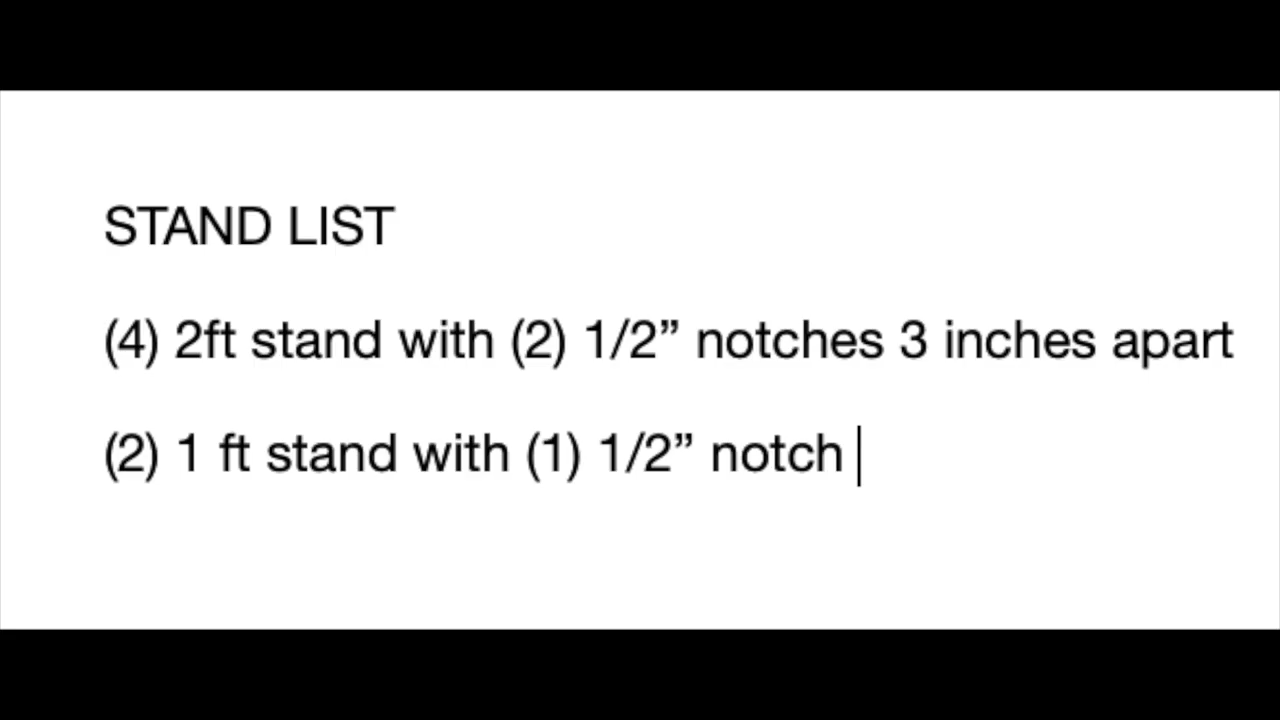 STAND LIST
(4) 2ft stand with (2) 1/2” notches 3 inches apart
(2) 1 ft stand with (1) 1/2” notch